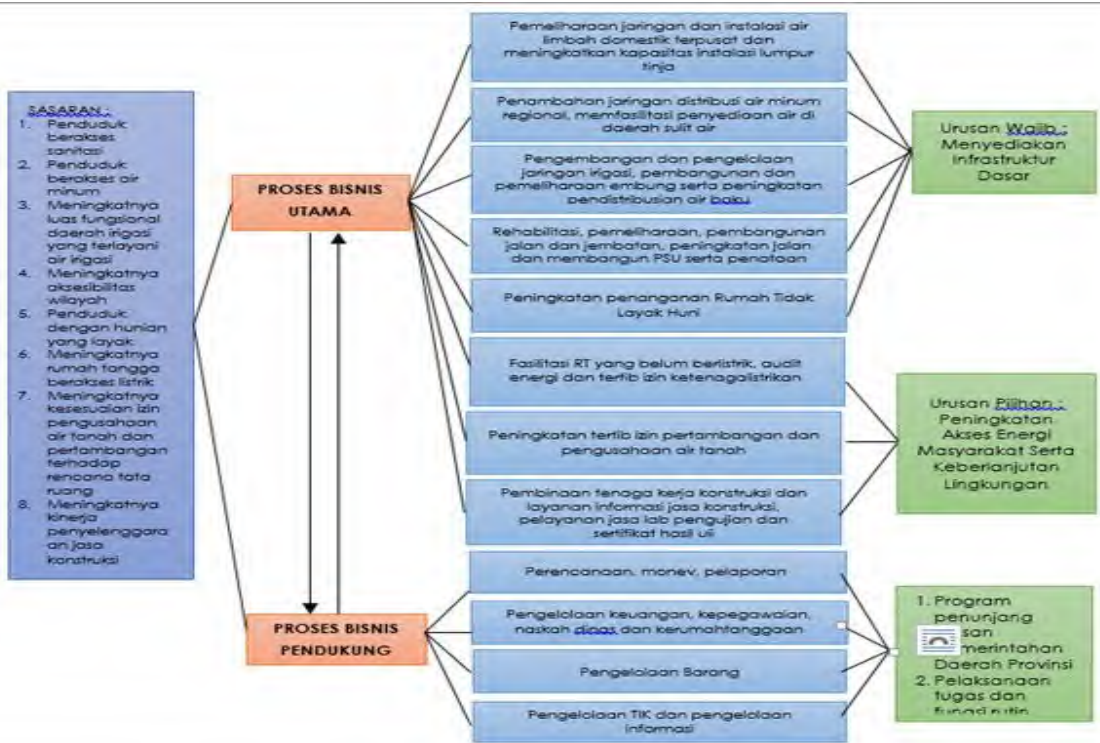 SASARAN :
1. Penduduk
berakses
sanitasi
2. Penduduk
berakses air
minum
3. Meningkatnya
luas fungsional
daerah irigasi
yang terlayani
air irigasi
4. Meningkatnya
aksesibilitas
wilayah
5. Penduduk
dengan hunian
yang layak
6. Meningkatnya
rumah tangga
berakses listrik
7. Meningkatnya
kesesuaian izin
pengusahaan
air tanah dan
pertambangan
terhadap
rencana tata
ruang
8. Meningkatnya
kinerja
penyelenggara
an jasa
konstruksi
PROSES BISNIS
UTAMA
PROSES BISNIS
PENDUKUNG
Pemeliharaan jaringan dan instalasi air
limbah domestik terpusat dan
meningkatkan kapasitas instalasi lumpur
tinja
Penambahan jaringan distribusi air minum
regional, memfasilitasi penyediaan air di
daerah sulit air
Pengembangan dan pengelolaan
jaringan irigasi, pembangunan dan
pemeliharaan embung serta peningkatan
pendistribusian air baku
Rehabilitasi, pemeliharaan, pembangunan
jalan dan jembatan, peningkatan jalan
dan membangun PSU serta penataan
Peningkatan penanganan Rumah Tidak
Layak Huni
Fasilitasi RT yang belum berlistrik, audit
energi dan tertib izin ketenagalistrikan
Peningkatan tertib izin pertambangan dan
pengusahaan air tanah
Pembinaan tenaga kerja konstruksi dan
layanan informasi jasa konstruksi,
pelayanan jasa lab pengujian dan
sertifikat hasil uji
Perencanaan, monev, pelaporan
Pengelolaan keuangan, kepegawaian,
naskah dinas dan kerumahtanggaan
Pengelolaan Barang
Pengelolaan TIK dan pengelolaan
informasi
Urusan Wajib :
Menyediakan
Infrastruktur
Dasar
Urusan Pilihan :
Peningkatan
Akses Energi
Masyarakat Serta
Keberlanjutan
Lingkungan
1. Program
penunjang
san
merintahan
Daerah Provinsi
2. Pelaksanaan
tugas dan
fungsi rutin